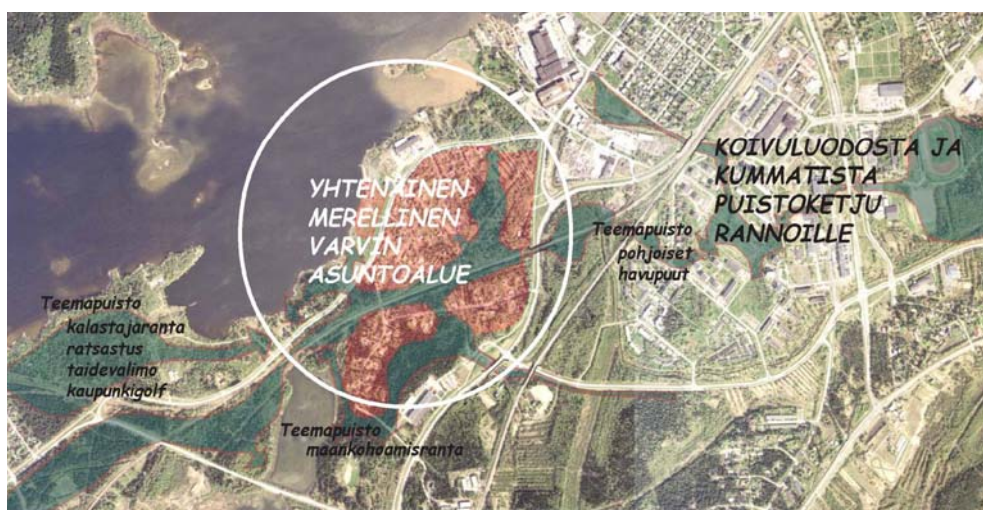 YHTENÄINEN
MERELLINEN
VARVIN
ASUNTOALUE
KOIVULUODOSTA JA
KUMMATISTA
PUISTOKETJU
RANNOILLE
Teemapuisto
pohjoiset
havupuut
Teemapuisto
kalastajaranta
ratsastus
taidevalimo
kaupunkigolf
Teemapuisto
maankohoamisranta